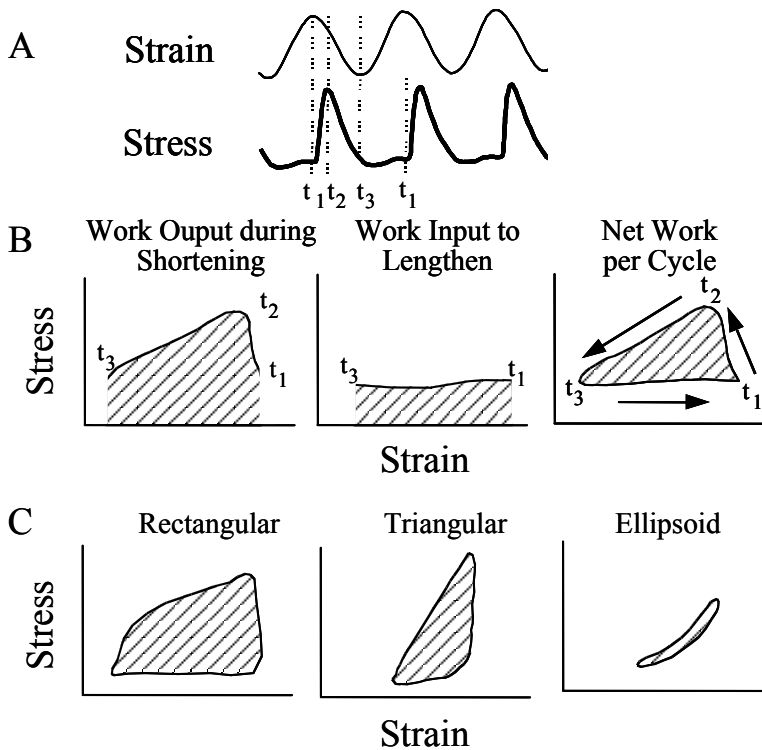 A
Strain
Stress
t1 t2 t3 t1
B
Work Ouput during Shortening
Work Input to Lengthen
Net Work per Cycle
Stress
t3 t2 t1
t3 t1
t3 t2 t1
Strain
C
Rectangular Triangular Ellipsoid
Stress
Strain